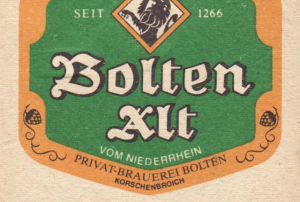 SEIT 1266
Bolten
Alt
VOM NIEDERRHEIN
PRIVAT-BRAUEREI BOLTEN
KORSCHENBROICH